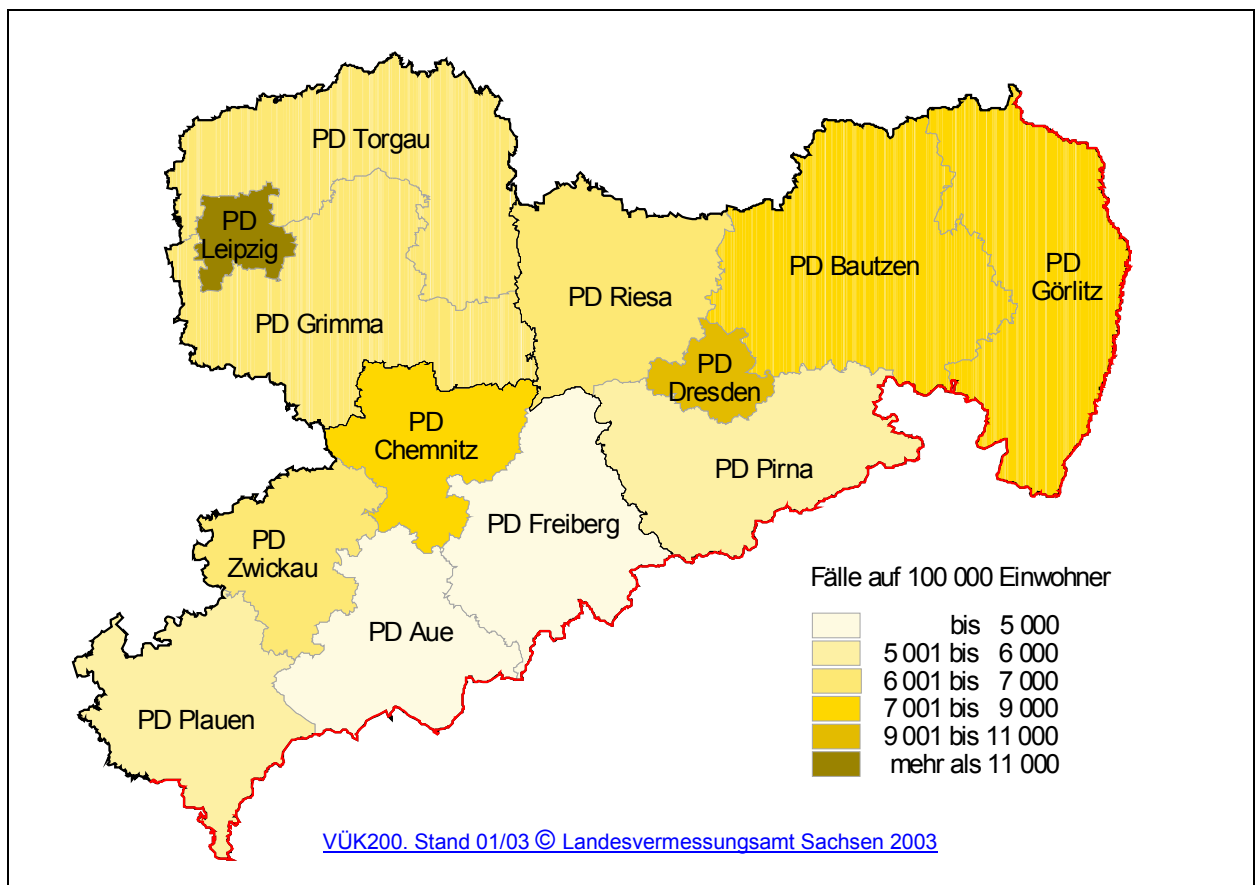 PD Torgau
PD
Leipzig
PD Bautzen
PD
Görlitz
PD Riesa
PD Grimma
PD
Dresden
PD
Chemnitz
PD Pirna
PD Freiberg
PD
Zwickau
PD Aue
PD Plauen
Fälle auf 100 000 Einwohner
bis 5 000
5 001 bis 6 000
6 001 bis 7 000
7 001 bis 9 000
9 001 bis 11 000
mehr als 11 000
VÜK200. Stand 01/03 © Landesvermessungsamt Sachsen 2003